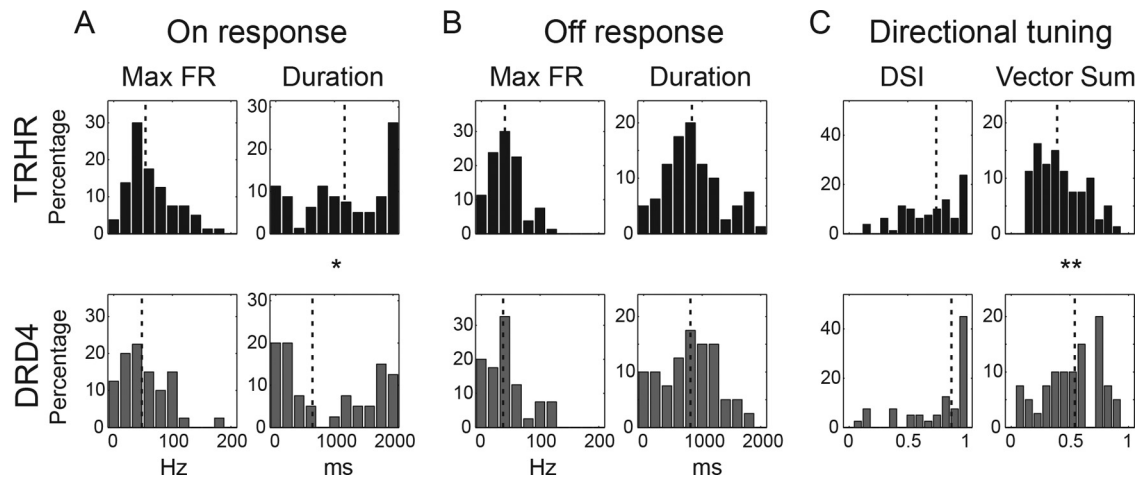 A On response B Off response C Directional tuning
Max FR Duration Max FR Duration DSI Vector Sum
TRHR
Percentage
30 20 10 0
30 20 10 0
30 20 10 0
20 10 0
40 20 0
20 10 0
* **
DRD4
Percentage
30 20 10 0
30 20 10 0
30 20 10 0
20 10 0
40 20 0
20 10 0
0 100 200 0 1000 2000 0 100 200 0 1000 2000 0 0.5 1 0 0.5 1
Hz ms Hz ms